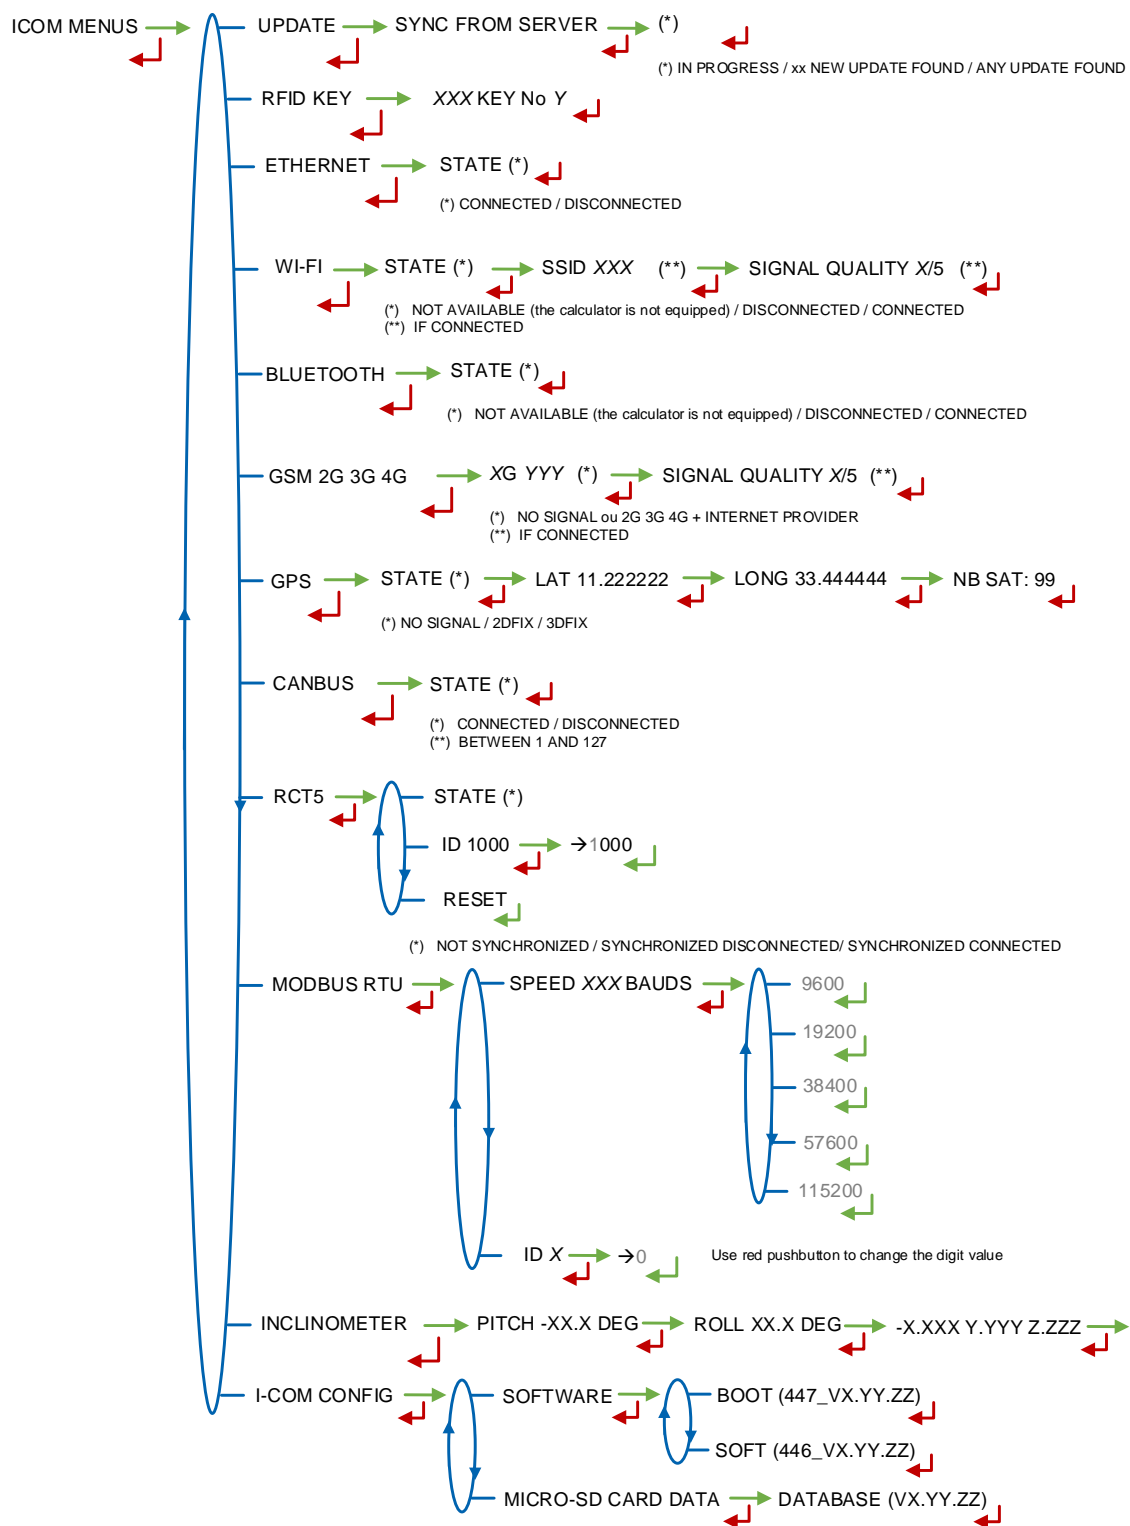 ICOM MENUS UPDATE SYNC FROM SERVER (*)
(*) IN PROGRESS / xx NEW UPDATE FOUND / ANY UPDATE FOUND
RFID KEY XXX KEY No Y
ETHERNET STATE (*)
(*) CONNECTED / DISCONNECTED
WI-FI STATE (*) SSID XXX (**) SIGNAL QUALITY X/5 (**)
(*) NOT AVAILABLE (the calculator is not equipped) / DISCONNECTED / CONNECTED
(**) IF CONNECTED
BLUETOOTH STATE (*)
(*) NOT AVAILABLE (the calculator is not equipped) / DISCONNECTED / CONNECTED
GSM 2G 3G 4G XG YYY (*) SIGNAL QUALITY X/5 (**)
(*) NO SIGNAL ou 2G 3G 4G + INTERNET PROVIDER
(**) IF CONNECTED
GPS STATE (*) LAT 11.222222 LONG 33.444444 NB SAT: 99
(*) NO SIGNAL / 2DFIX / 3DFIX
CANBUS STATE (*)
(*) CONNECTED / DISCONNECTED
(**) BETWEEN 1 AND 127
RCT5 STATE (*)
ID 1000 →1000
RESET
(*) NOT SYNCHRONIZED / SYNCHRONIZED DISCONNECTED/ SYNCHRONIZED CONNECTED
MODBUS RTU SPEED XXX BAUDS 9600
19200
38400
57600
115200
ID X →0 Use red pushbutton to change the digit value
INCLINOMETER PITCH -XX.X DEG ROLL XX.X DEG -X.XXX Y.YYY Z.ZZZ
I-COM CONFIG SOFTWARE BOOT (447_VX.YY.ZZ)
SOFT (446_VX.YY.ZZ)
MICRO-SD CARD DATA DATABASE (VX.YY.ZZ)